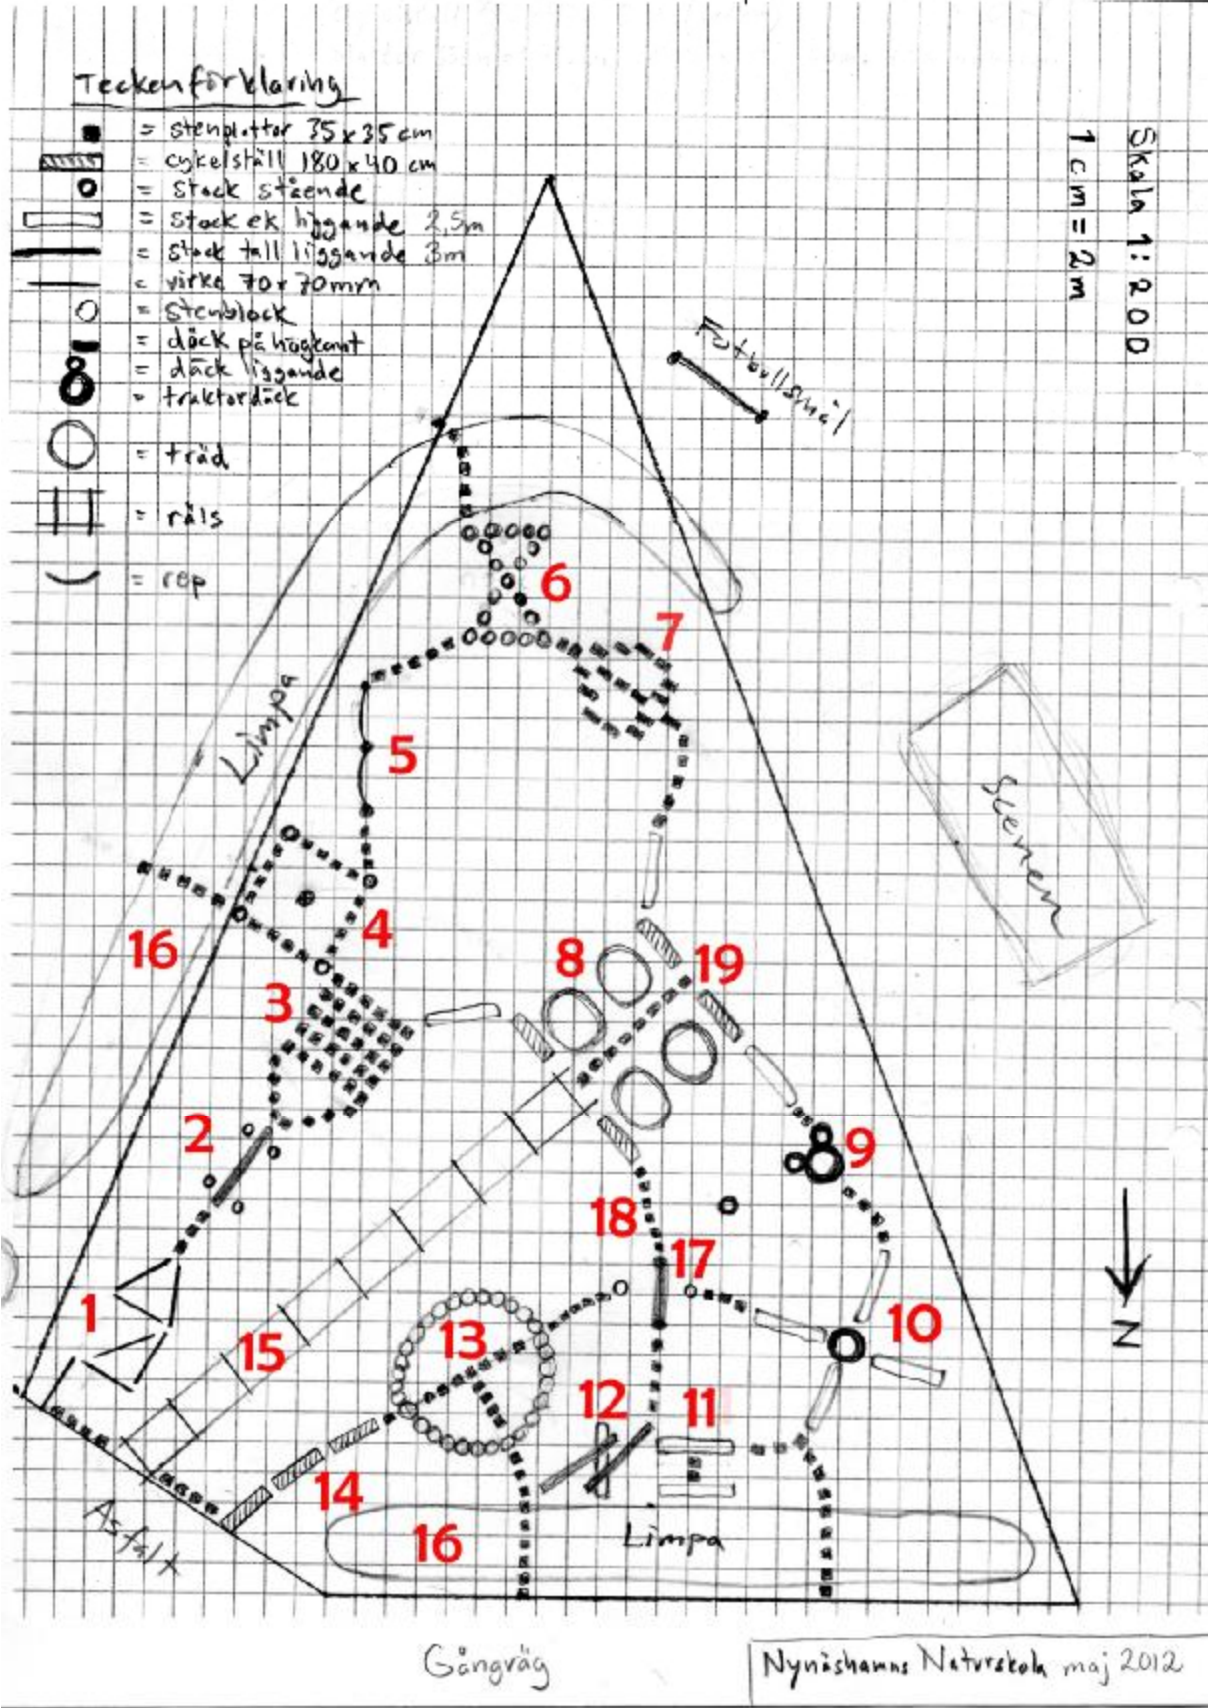 Teckenförklaring
= stenplattor 35x35 cm
= cykelställ 180x40 cm
= Stock stående
= Stock ek liggande 2,5m
= Stock tall liggande 3m
= virke 70x70mm
= Stenblock
= däck på högkant
= däck liggande
= traktordäck
= träd
= räls
= rep
Skala 1:200
1 cm = 2 m
Fotbollsmål
6
7
Limpa
5
Scenen
4
16
8
19
3
2
9
18
17
1
10
15
13
12
11
N
14
Asfalt
16
Limpa
Gångväg
Nynäshamns Naturskola maj 2012